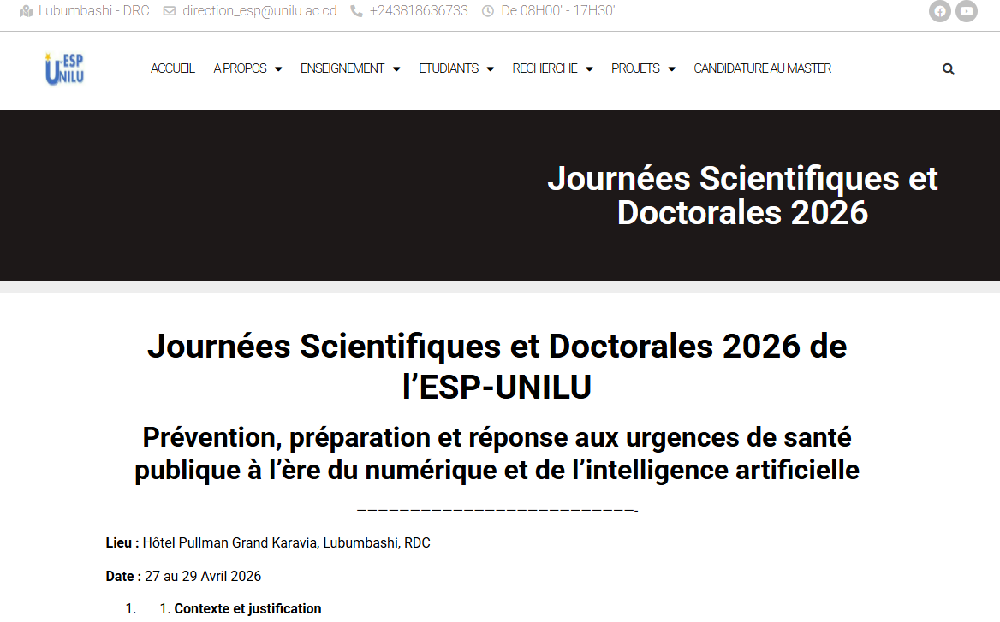 Lubumbashi - DRC direction_esp@unilu.ac.cd +243818636733 De 08H00' - 17H30'
ESP UNILU
ACCUEIL A PROPOS ENSEIGNEMENT ETUDIANTS RECHERCHE PROJETS CANDIDATURE AU MASTER
Journées Scientifiques et
Doctorales 2026
Journées Scientifiques et Doctorales 2026 de
l’ESP-UNILU
Prévention, préparation et réponse aux urgences de santé
publique à l’ère du numérique et de l’intelligence artificielle
——————————————————————————-
Lieu : Hôtel Pullman Grand Karavia, Lubumbashi, RDC
Date : 27 au 29 Avril 2026
1. 1. Contexte et justification